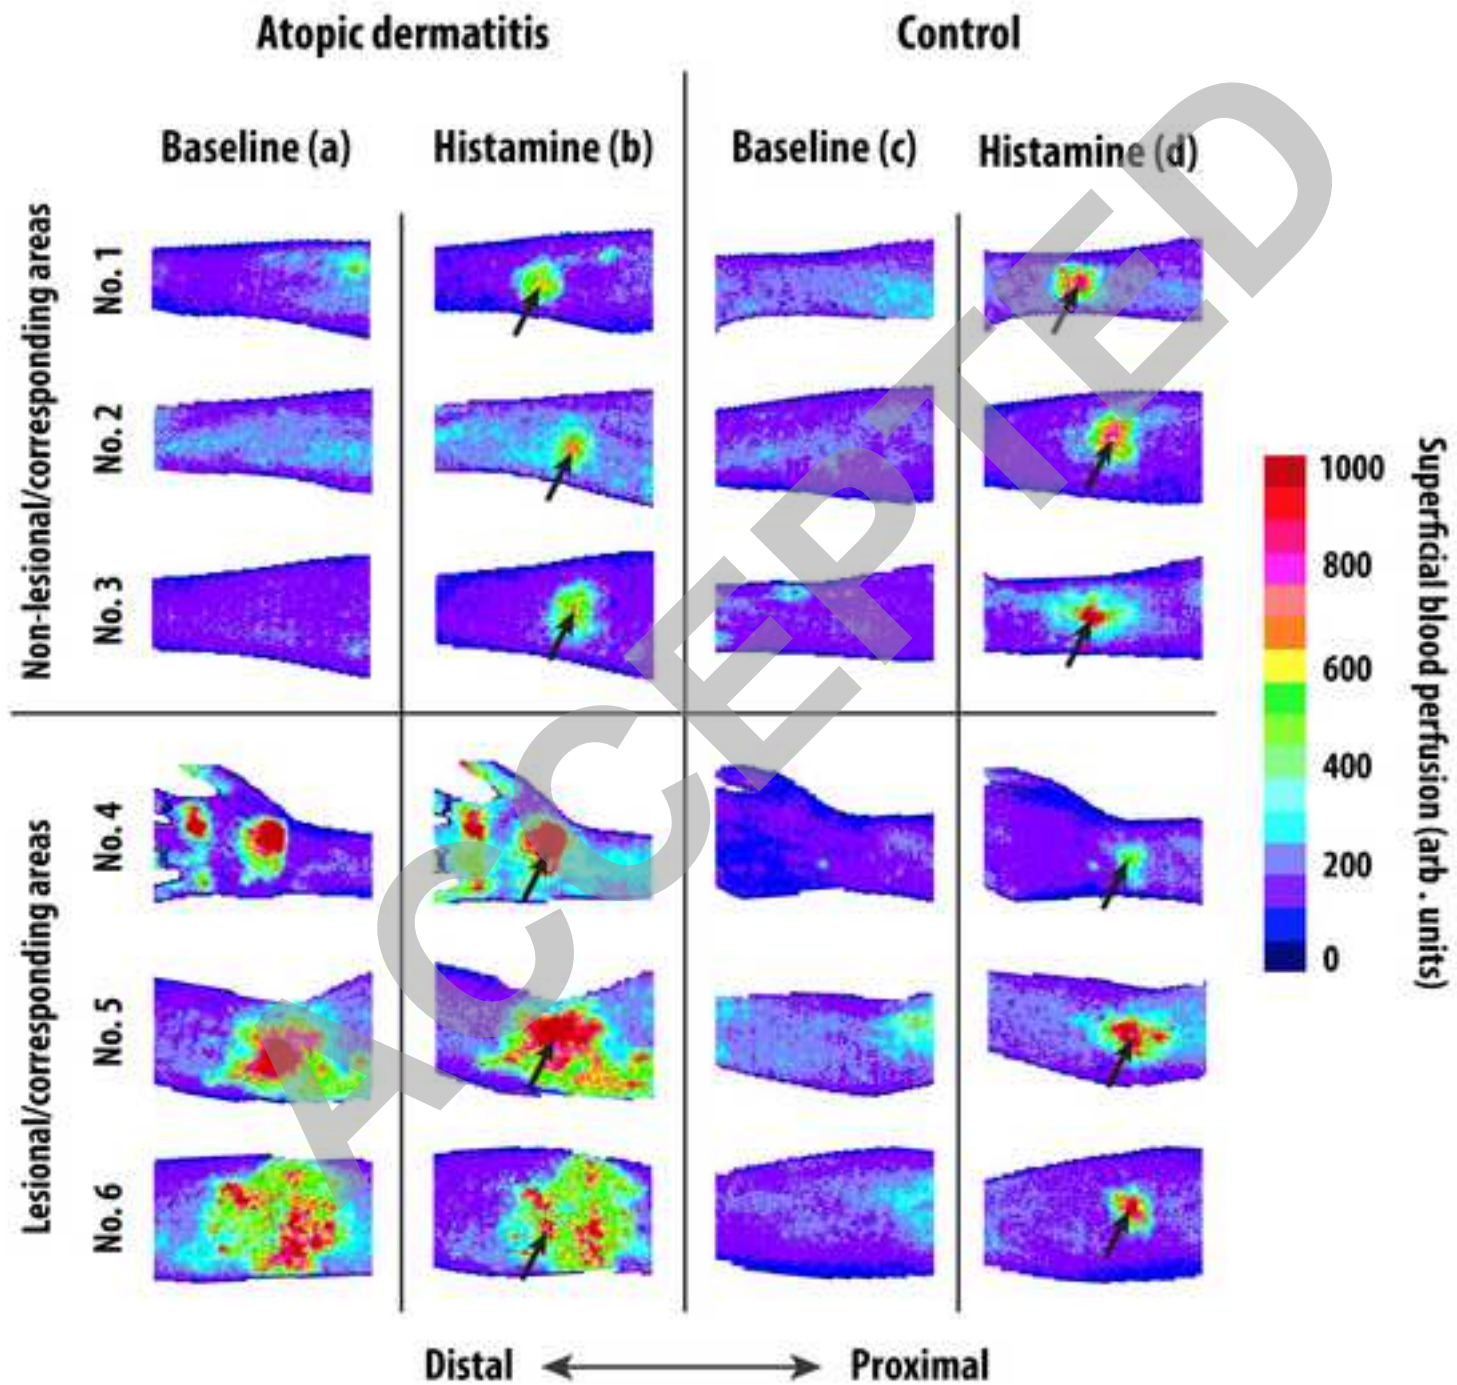 Atopic dermatitis
Control
Baseline (a)
Histamine (b)
Baseline (c)
Histamine (d)
Non-lesional/corresponding areas
No. 1
No. 2
No. 3
Lesional/corresponding areas
No. 4
No. 5
No. 6
1000
800
600
400
200
0
Superficial blood perfusion (arb . units)
Distal
Proximal
ACCEPTED